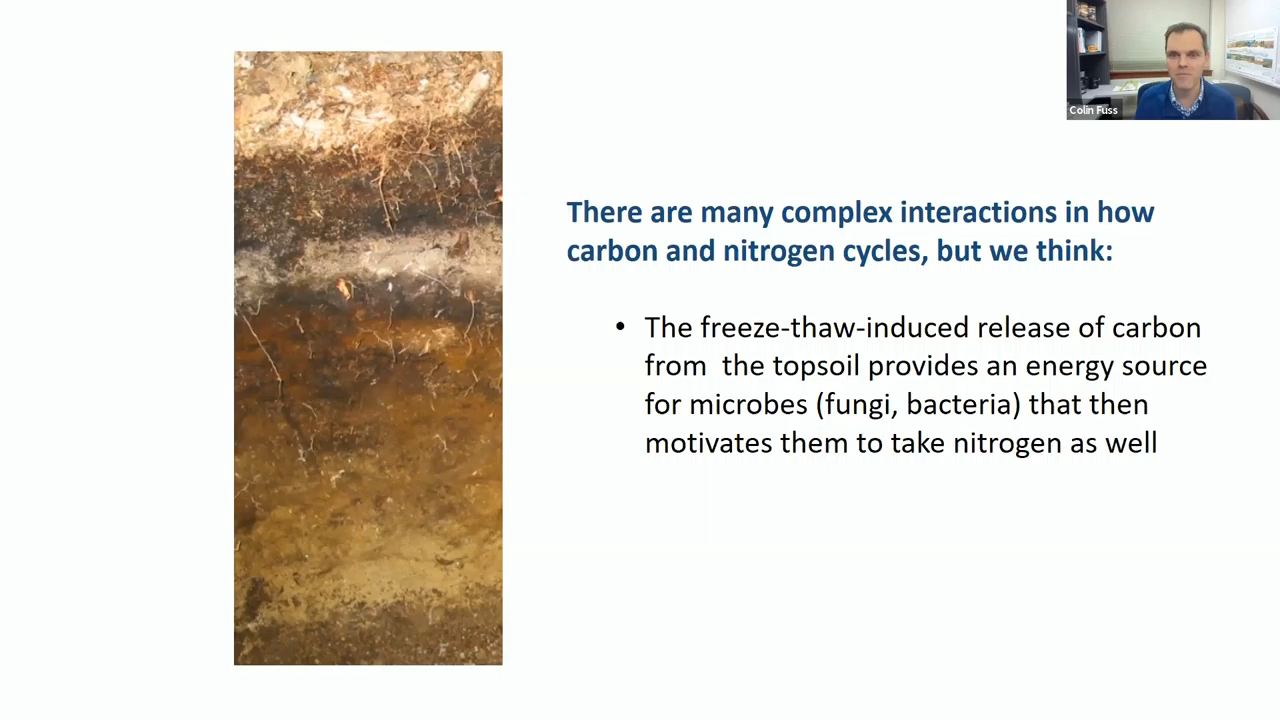 Colin Fuss
There are many complex interactions in how
carbon and nitrogen cycles, but we think:
• The freeze-thaw-induced release of carbon
from  the topsoil provides an energy source
for microbes (fungi, bacteria) that then
motivates them to take nitrogen as well